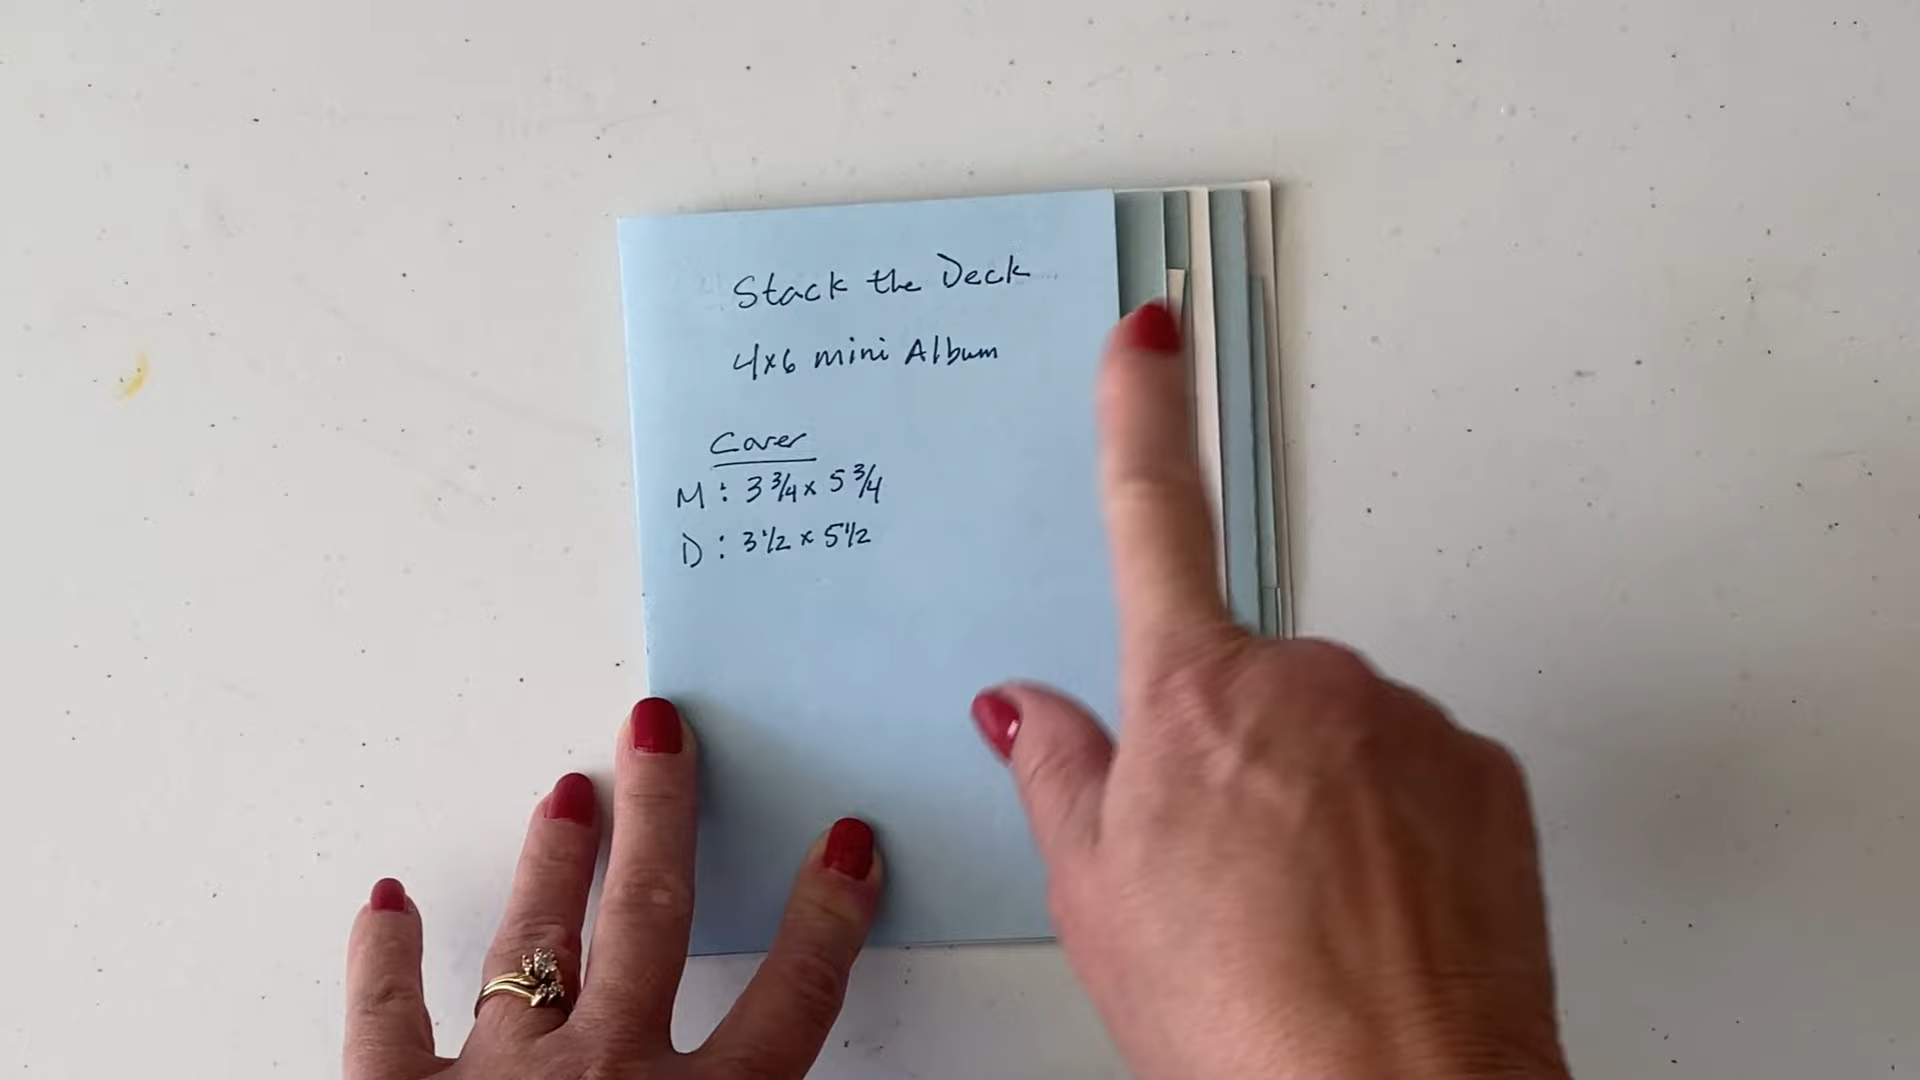 Stack the Deck
4x6 mini Album
Cover
M: 3 3/4 x 5 3/4
D: 3 1/2 x 5 1/2